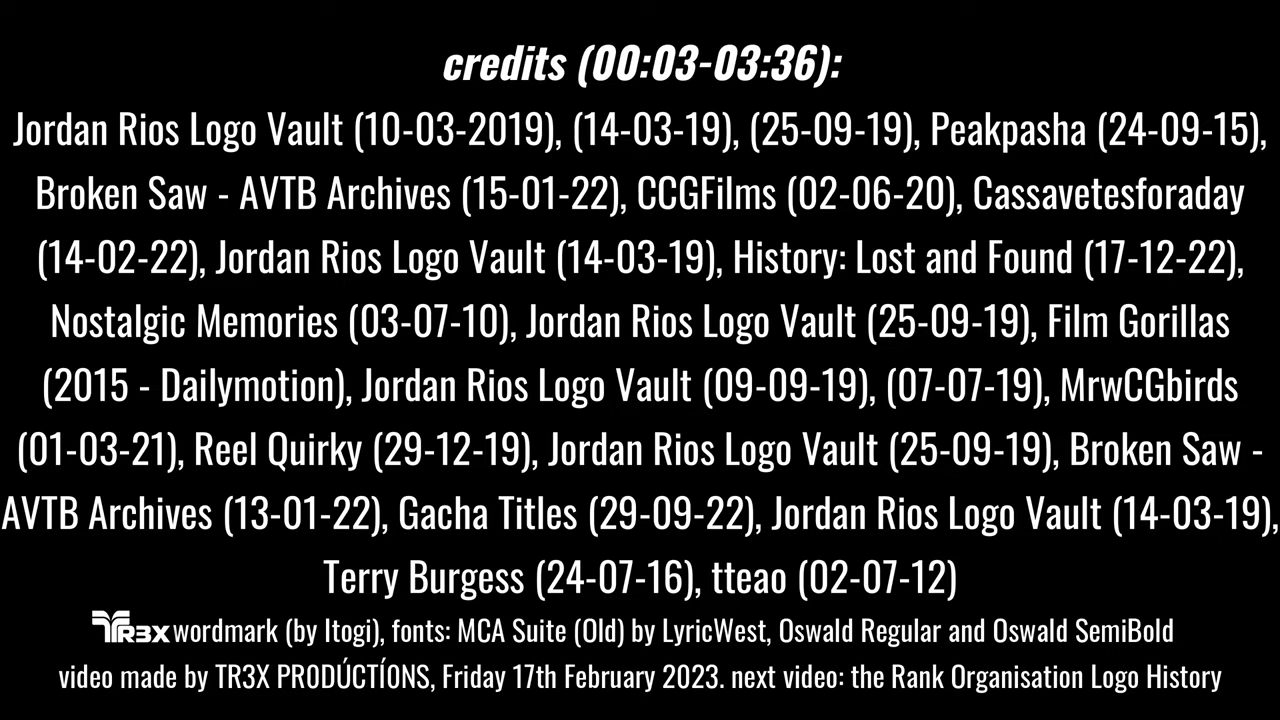 credits (00:03-03:36):
Jordan Rios Logo Vault (10-03-2019), (14-03-19), (25-09-19), Peakpasha (24-09-15),
Broken Saw - AVTB Archives (15-01-22), CCGFilms (02-06-20), Cassavetesforaday
(14-02-22), Jordan Rios Logo Vault (14-03-19), History: Lost and Found (17-12-22),
Nostalgic Memories (03-07-10), Jordan Rios Logo Vault (25-09-19), Film Gorillas
(2015 - Dailymotion), Jordan Rios Logo Vault (09-09-19), (07-07-19), MrwCGbirds
(01-03-21), Reel Quirky (29-12-19), Jordan Rios Logo Vault (25-09-19), Broken Saw -
AVTB Archives (13-01-22), Gacha Titles (29-09-22), Jordan Rios Logo Vault (14-03-19),
Terry Burgess (24-07-16), tteao (02-07-12)
TR3X wordmark (by Itogi), fonts: MCA Suite (Old) by LyricWest, Oswald Regular and Oswald SemiBold
video made by TR3X PRODÚCTÍONS, Friday 17th February 2023. next video: the Rank Organisation Logo History